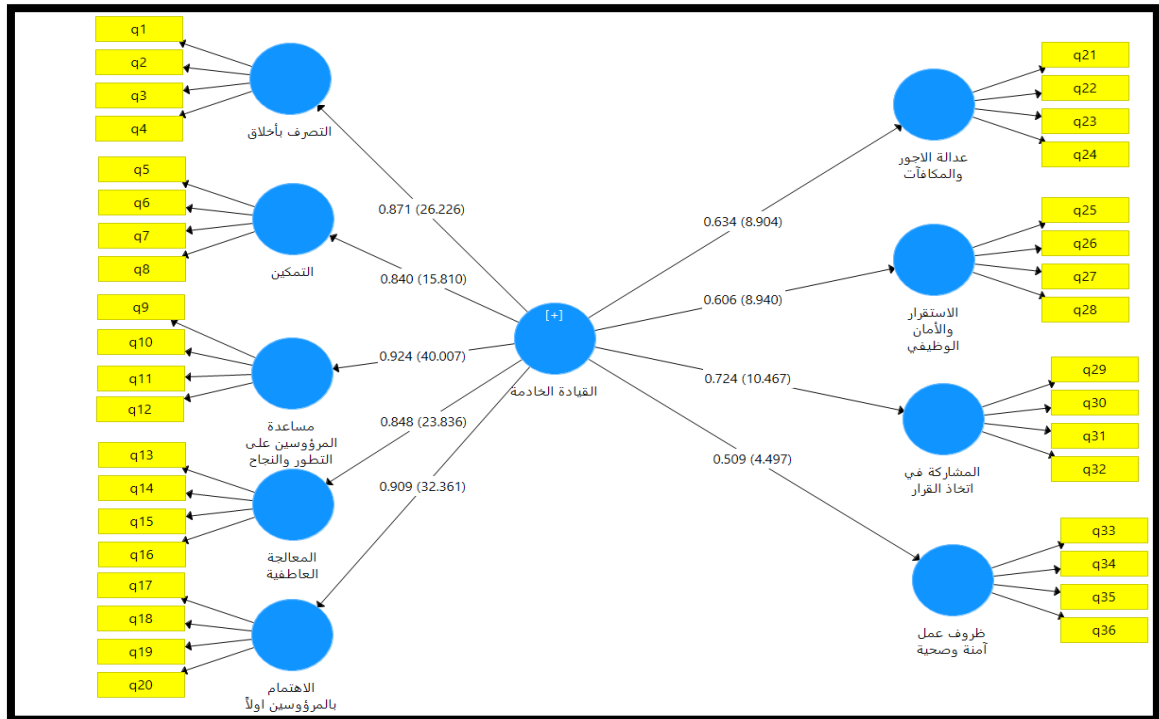 q1
q2
q3
q4
التصرف بأخلاق
q5
q6
q7
q8
التمكين
q9
q10
q11
q12
مساعدة
المرؤوسين على
التطور والنجاح
q13
q14
q15
q16
المعالجة
العاطفية
q17
q18
q19
q20
الاهتمام
بالمرؤوسين اولاً
0.871 (26.226)
0.840 (15.810)
0.924 (40.007)
0.848 (23.836)
0.909 (32.361)
[+]
القيادة الخادمة
0.634 (8.904)
0.606 (8.940)
0.724 (10.467)
0.509 (4.497)
q21
q22
q23
q24
عدالة الاجور
والمكافآت
q25
q26
q27
q28
الاستقرار
والأمان
الوظيفي
q29
q30
q31
q32
المشاركة في
اتخاذ القرار
q33
q34
q35
q36
ظروف عمل
آمنة وصحية